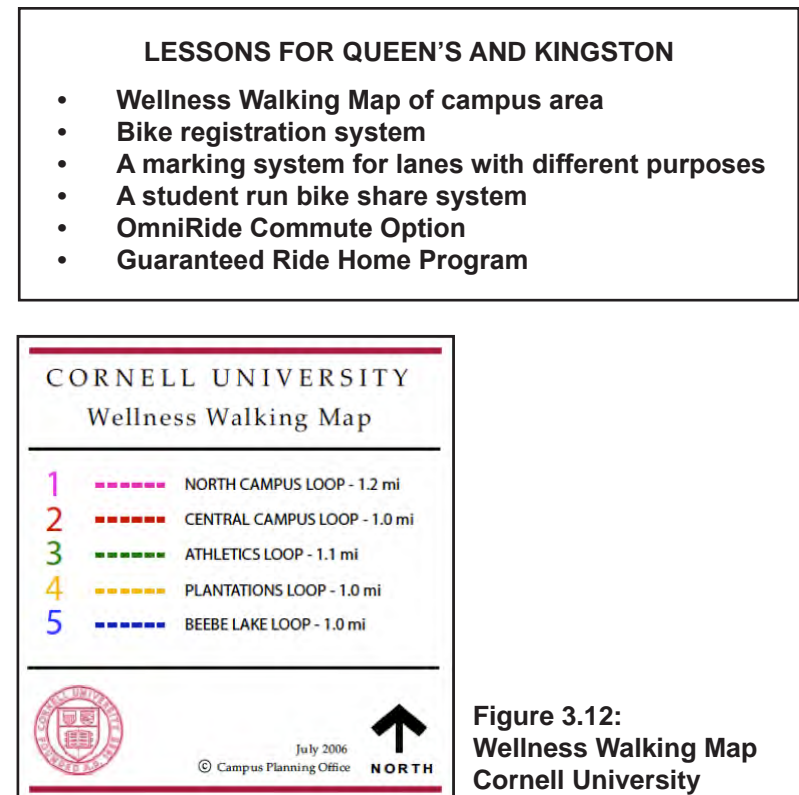 LESSONS FOR QUEEN'S AND KINGSTON
• Wellness Walking Map of campus area
• Bike registration system
• A marking system for lanes with different purposes
• A student run bike share system
• OmniRide Commute Option
• Guaranteed Ride Home Program
CORNELL UNIVERSITY
Wellness Walking Map
1 NORTH CAMPUS LOOP - 1.2 mi
2 CENTRAL CAMPUS LOOP - 1.0 mi
3 ATHLETICS LOOP - 1.1 mi
4 PLANTATIONS LOOP - 1.0 mi
5 BEEBE LAKE LOOP - 1.0 mi
CORNELL UNIVERSITY
FOUNDED A.D. 1865
July 2006
© Campus Planning Office
NORTH
Figure 3.12:
Wellness Walking Map
Cornell University